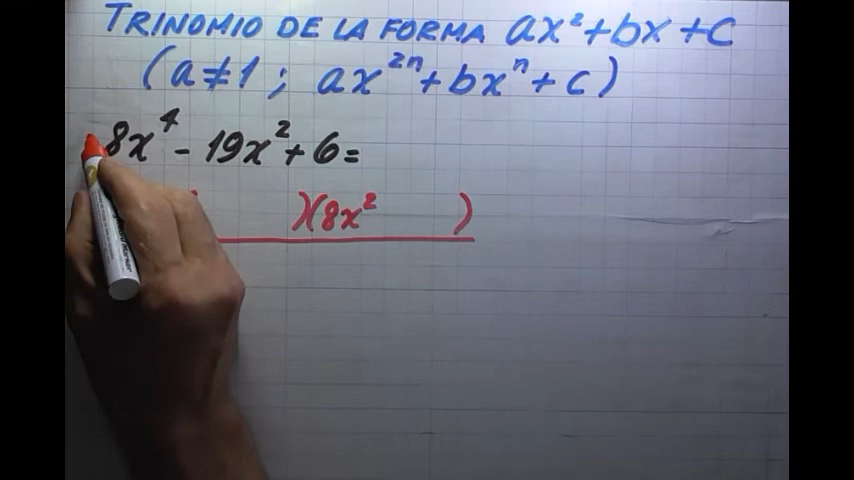 TRINOMIO DE LA FORMA ax²+bx+c
(a≠1 ; ax²ⁿ+bxⁿ+c)
8x⁴-19x²+6=
)(8x² )